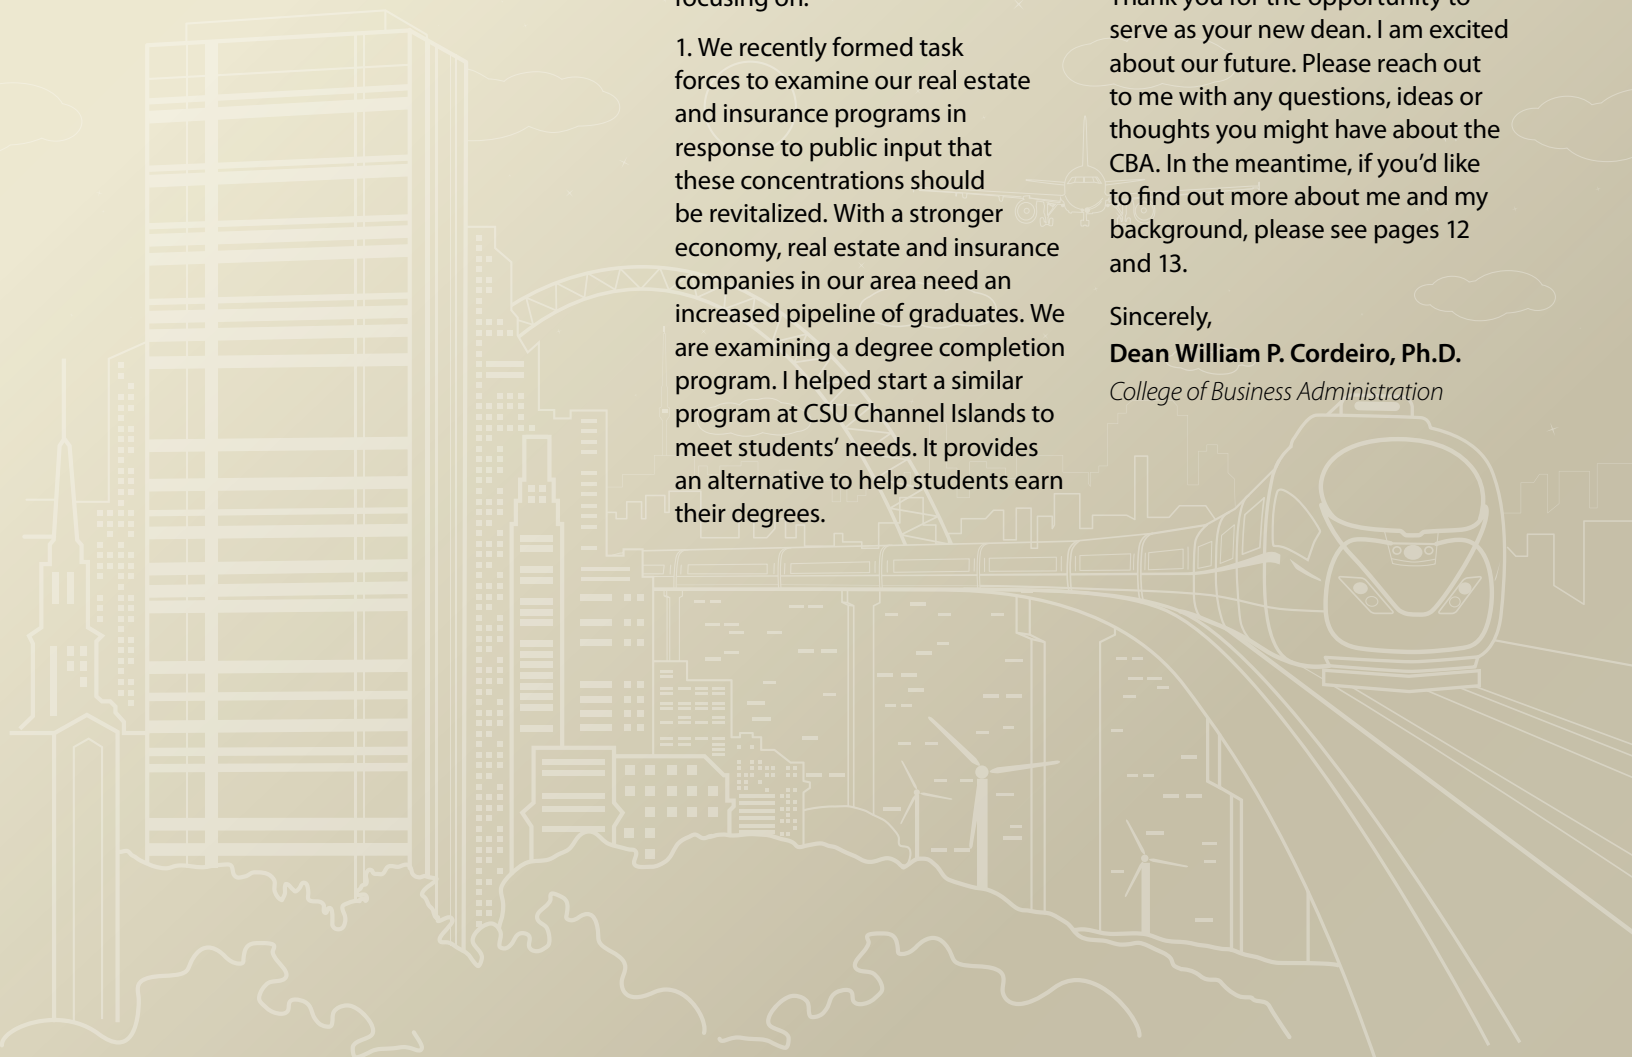 focusing on.
1. We recently formed task
forces to examine our real estate
and insurance programs in
response to public input that
these concentrations should
be revitalized. With a stronger
economy, real estate and insurance
companies in our area need an
increased pipeline of graduates. We
are examining a degree completion
program. I helped start a similar
program at CSU Channel Islands to
meet students’ needs. It provides
an alternative to help students earn
their degrees.
Thank you for the opportunity to
serve as your new dean. I am excited
about our future. Please reach out
to me with any questions, ideas or
thoughts you might have about the
CBA. In the meantime, if you’d like
to find out more about me and my
background, please see pages 12
and 13.
Sincerely,
Dean William P. Cordeiro, Ph.D.
College of Business Administration